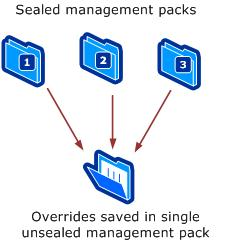 Sealed management packs
1
2
3
Overrides saved in single
unsealed management pack